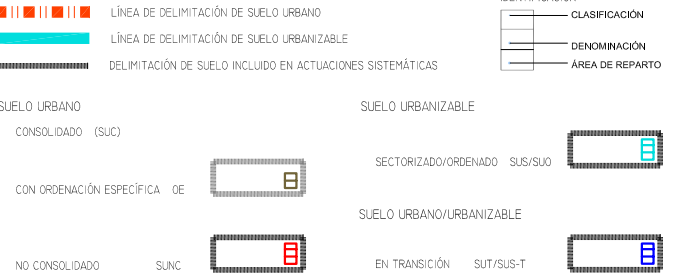 LÍNEA DE DELIMITACIÓN DE SUELO URBANO
LÍNEA DE DELIMITACIÓN DE SUELO URBANIZABLE
DELIMITACIÓN DE SUELO INCLUIDO EN ACTUACIONES SISTEMÁTICAS
CLASIFICACIÓN
DENOMINACIÓN
ÁREA DE REPARTO
SUELO URBANO
CONSOLIDADO (SUC)
CON ORDENACIÓN ESPECÍFICA OE
NO CONSOLIDADO SUNC
SUELO URBANIZABLE
SECTORIZADO/ORDENADO SUS/SUO
SUELO URBANO/URBANIZABLE
EN TRANSICIÓN SUT/SUS-T